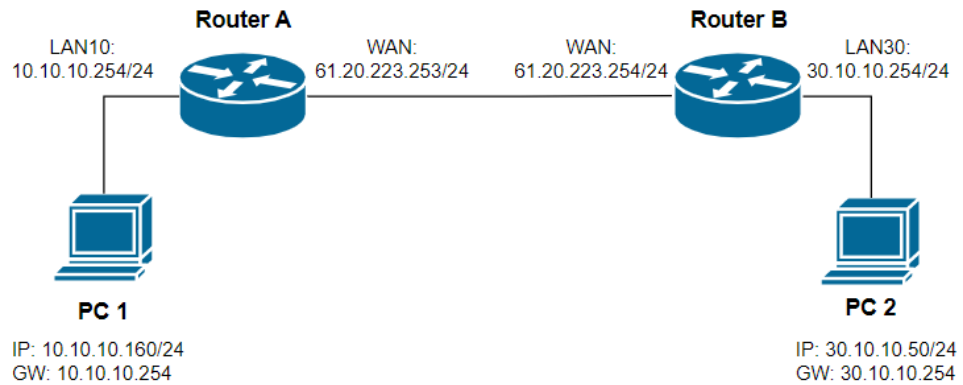 Router A
LAN10:
10.10.10.254/24
WAN:
61.20.223.253/24
Router B
WAN:
61.20.223.254/24
LAN30:
30.10.10.254/24
PC 1
IP: 10.10.10.160/24
GW: 10.10.10.254
PC 2
IP: 30.10.10.50/24
GW: 30.10.10.254